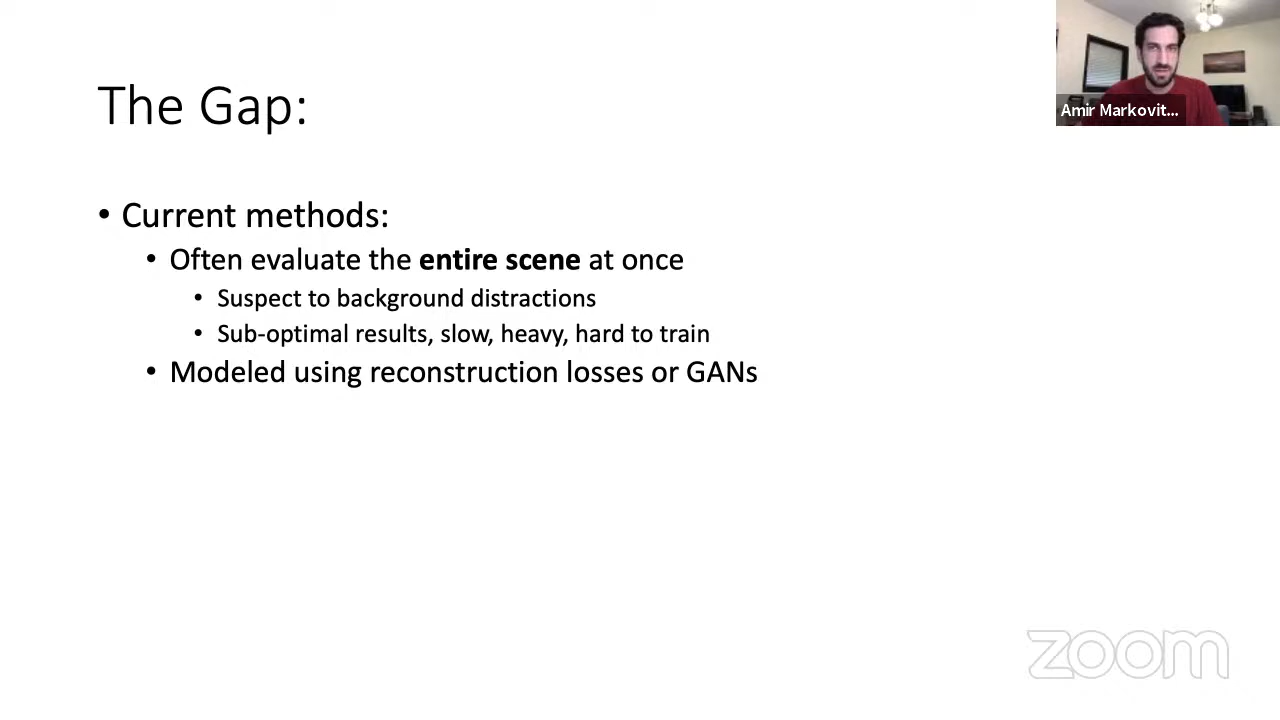 The Gap:
• Current methods:
• Often evaluate the entire scene at once
• Suspect to background distractions
• Sub-optimal results, slow, heavy, hard to train
• Modeled using reconstruction losses or GANs
Amir Markovit...
zoom